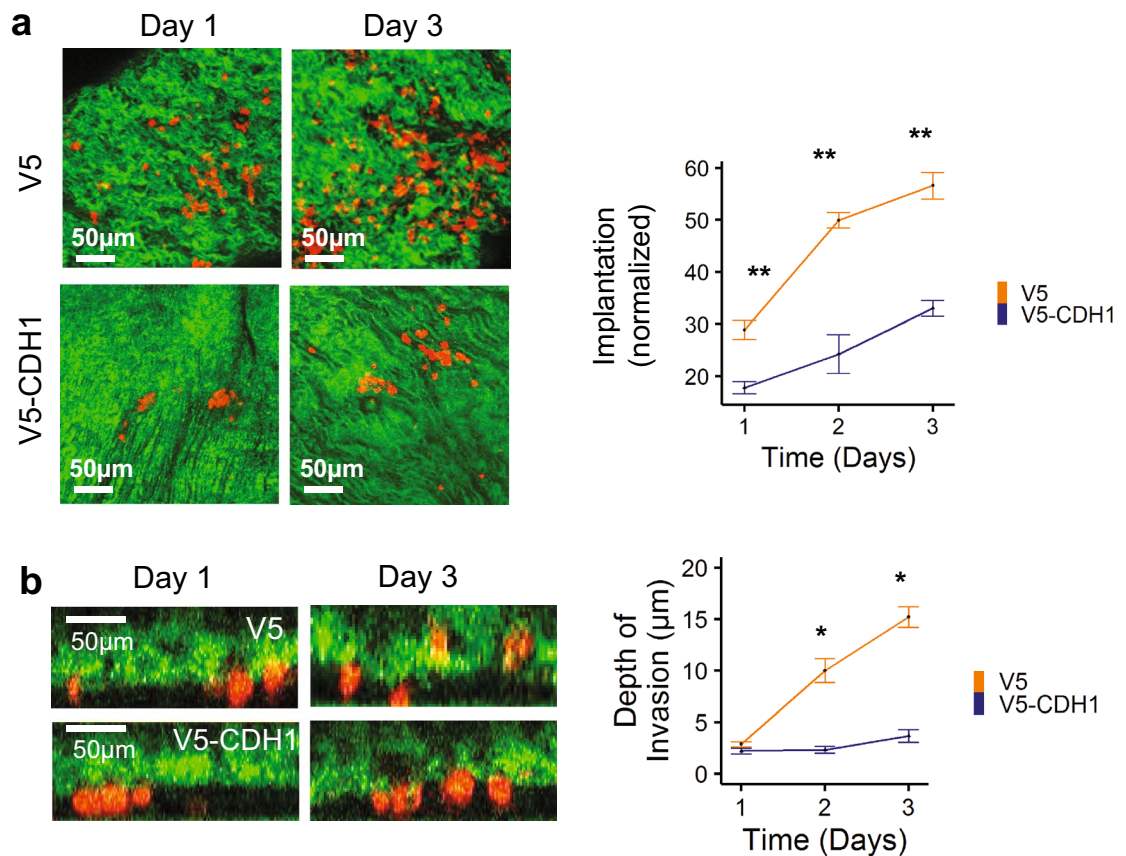 a
Day 1
Day 3
V5
50µm
50µm
V5-CDH1
50µm
50µm
**
**
**
60
50
40
30
20
Implantation
(normalized)
1
2
3
Time (Days)
V5
V5-CDH1
b
Day 1
Day 3
50µm
V5
50µm
V5-CDH1
*
*
20
15
10
5
0
Depth of
Invasion (µm)
1
2
3
Time (Days)
V5
V5-CDH1